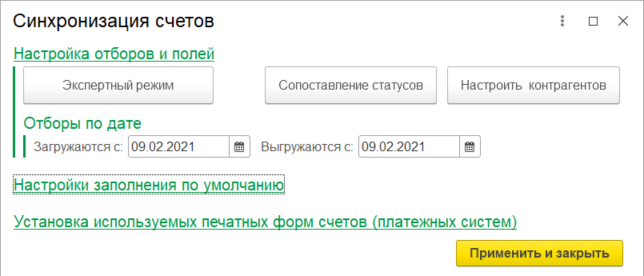 Синхронизация счетов
Настройка отборов и полей
Экспертный режим Сопоставление статусов Настроить контрагентов
Отборы по дате
Загружаются с: 09.02.2021 Выгружаются с: 09.02.2021
Настройки заполнения по умолчанию
Установка используемых печатных форм счетов (платежных систем)
Применить и закрыть